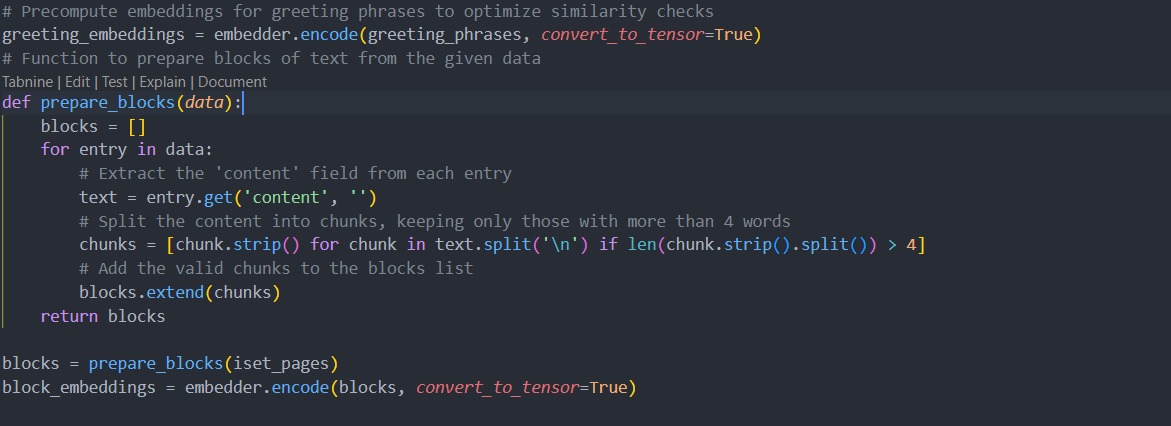 # Precompute embeddings for greeting phrases to optimize similarity checks
greeting_embeddings = embedder.encode(greeting_phrases, convert_to_tensor=True)
# Function to prepare blocks of text from the given data
Tabnine | Edit | Test | Explain | Document
def prepare_blocks(data):
    blocks = []
    for entry in data:
        # Extract the 'content' field from each entry
        text = entry.get('content', '')
        # Split the content into chunks, keeping only those with more than 4 words
        chunks = [chunk.strip() for chunk in text.split('\n') if len(chunk.strip().split()) > 4]
        # Add the valid chunks to the blocks list
        blocks.extend(chunks)
    return blocks

blocks = prepare_blocks(iset_pages)
block_embeddings = embedder.encode(blocks, convert_to_tensor=True)